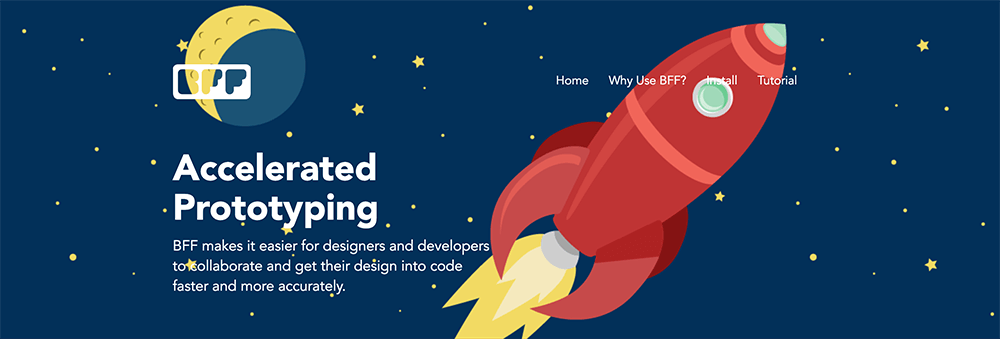 BFF
Home Why Use BFF? Install Tutorial
Accelerated
Prototyping
BFF makes it easier for designers and developers
to collaborate and get their design into code
faster and more accurately.